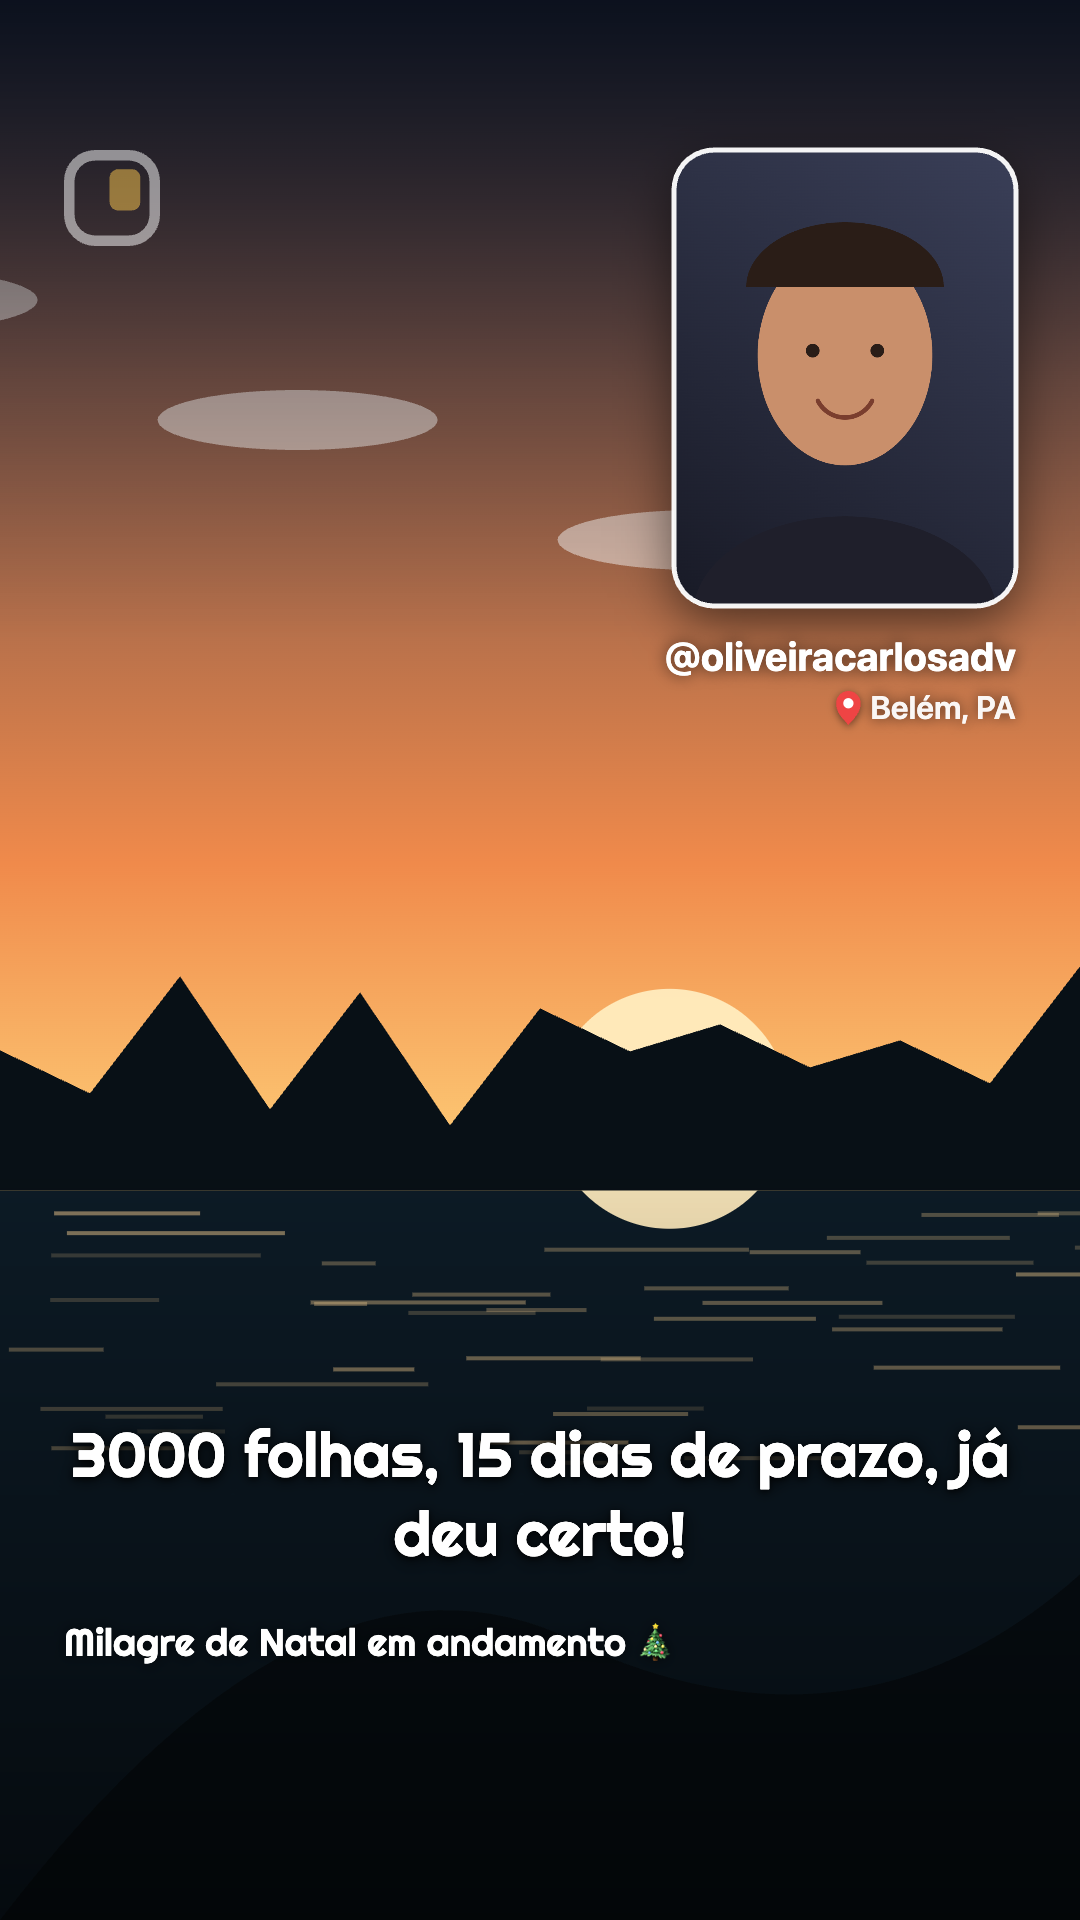 @oliveiracarlosadv
📍 Belém, PA
3000 folhas, 15 dias de prazo, já
deu certo!
Milagre de Natal em andamento 🎄